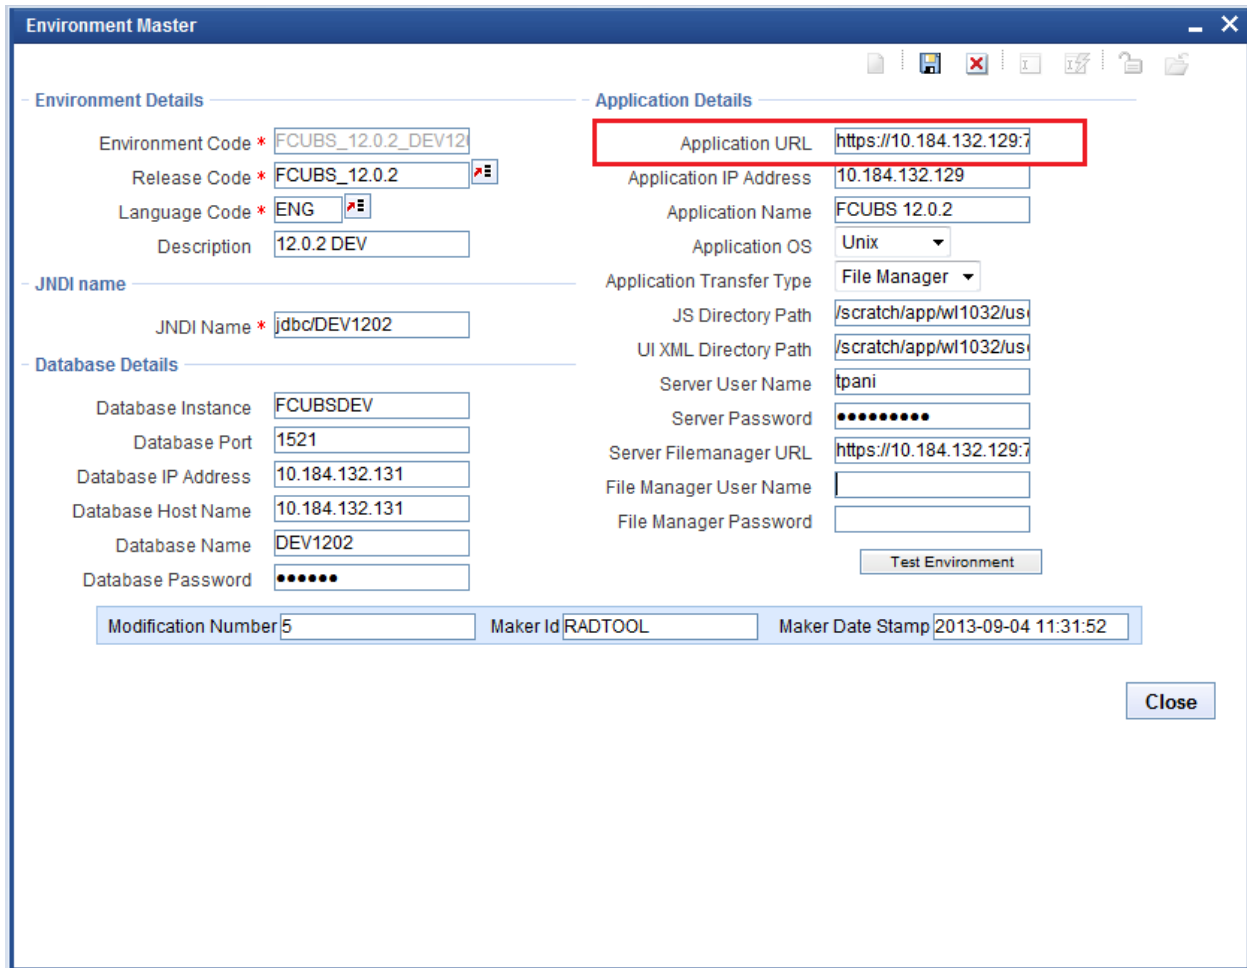 Environment Master
Environment Details
Environment Code * FCUBS_12.0.2_DEV120
Release Code * FCUBS_12.0.2
Language Code * ENG
Description 12.0.2 DEV
JNDI name
JNDI Name * jdbc/DEV1202
Database Details
Database Instance FCUBSDEV
Database Port 1521
Database IP Address 10.184.132.131
Database Host Name 10.184.132.131
Database Name DEV1202
Database Password ••••••
Application Details
Application URL https://10.184.132.129:7
Application IP Address 10.184.132.129
Application Name FCUBS 12.0.2
Application OS Unix
Application Transfer Type File Manager
JS Directory Path /scratch/app/wl1032/use
UI XML Directory Path /scratch/app/wl1032/use
Server User Name tpani
Server Password •••••••••
Server Filemanager URL https://10.184.132.129:7
File Manager User Name
File Manager Password
Test Environment
Modification Number 5 Maker Id RADTOOL Maker Date Stamp 2013-09-04 11:31:52
Close